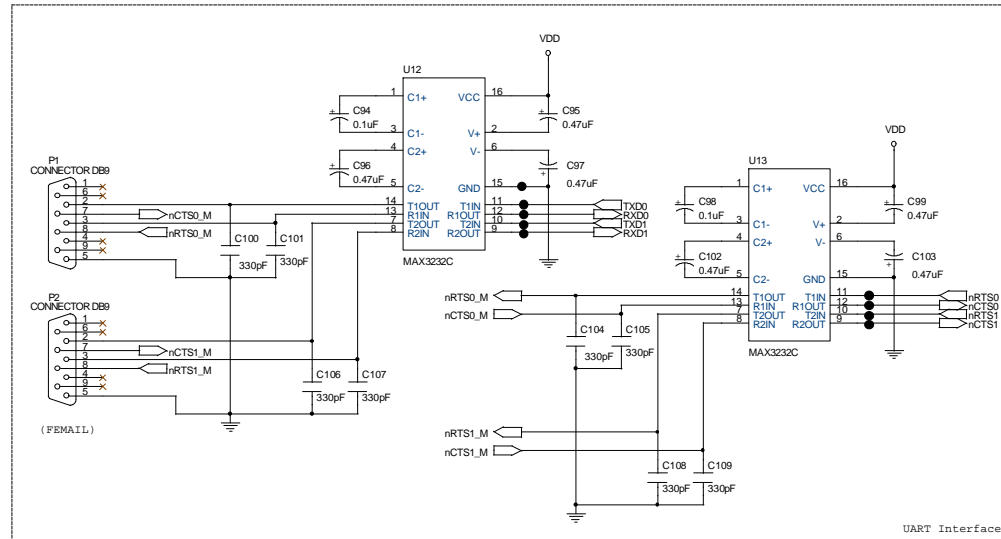 VDD
U12
1 C1+ VCC 16
C94
0.1uF
C95
0.47uF
3 C1- V+ 2
4 C2+ V- 6
C96
0.47uF
C97
0.47uF
5 C2- GND 15
14 T1OUT T1IN 11 TXD0
13 R1IN R1OUT 12 RXD0
7 T2OUT T2IN 10 TXD1
8 R2IN R2OUT 9 RXD1
MAX3232C
P1
CONNECTOR DB9
1
6
2
7 nCTS0_M
3
8 nRTS0_M
4
9
5
C100
330pF
C101
330pF
P2
CONNECTOR DB9
1
6
2
7 nCTS1_M
3
8 nRTS1_M
4
9
5
(FEMAIL)
C106
330pF
C107
330pF
VDD
U13
1 C1+ VCC 16
C98
0.1uF
C99
0.47uF
3 C1- V+ 2
4 C2+ V- 6
C102
0.47uF
C103
0.47uF
5 C2- GND 15
nRTS0_M 14 T1OUT T1IN 11 nRTS0
nCTS0_M 13 R1IN R1OUT 12 nCTS0
7 T2OUT T2IN 10 nRTS1
8 R2IN R2OUT 9 nCTS1
MAX3232C
C104
330pF
C105
330pF
nRTS1_M
nCTS1_M
C108
330pF
C109
330pF
UART Interface